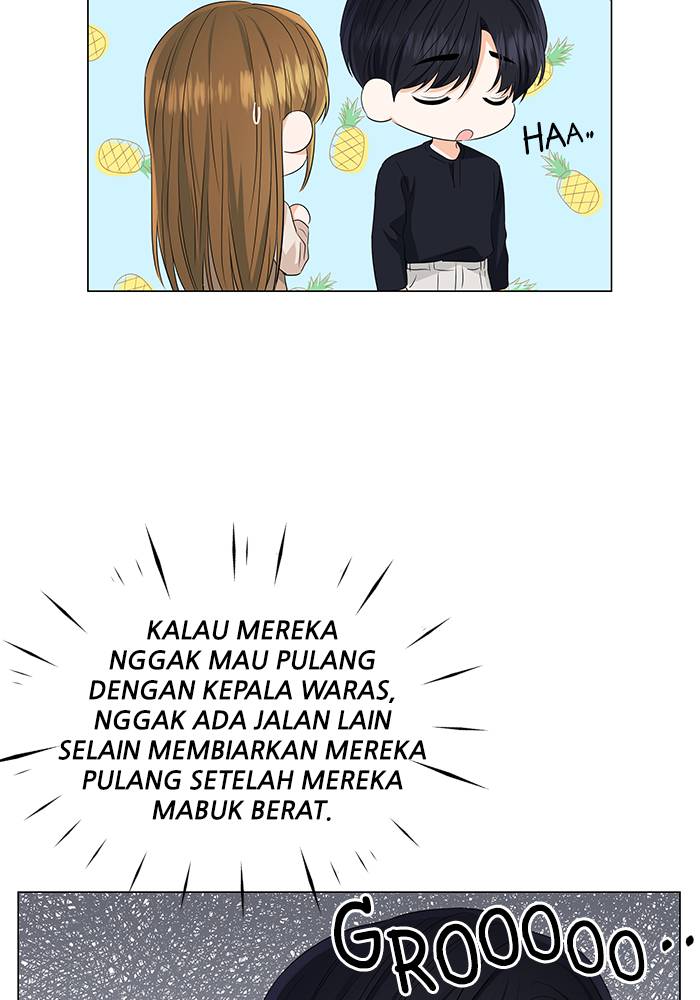 HAA..
KALAU MEREKA
NGGAK MAU PULANG
DENGAN KEPALA WARAS,
NGGAK ADA JALAN LAIN
SELAIN MEMBIARKAN MEREKA
PULANG SETELAH MEREKA
MABUK BERAT.
GROOOOO..